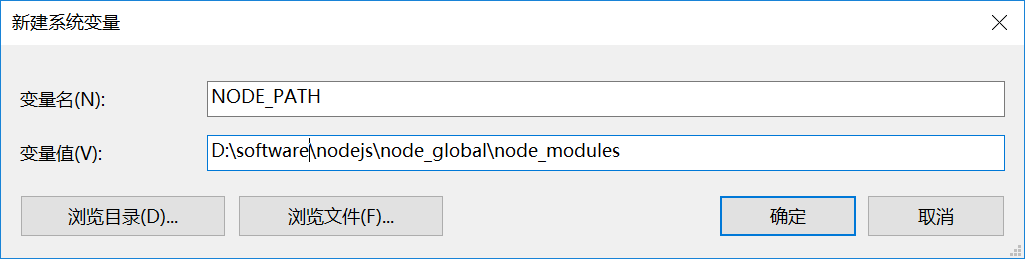 新建系统变量
变量名(N): NODE_PATH
变量值(V): D:\software\nodejs\node_global\node_modules
浏览目录(D)... 浏览文件(F)... 确定 取消